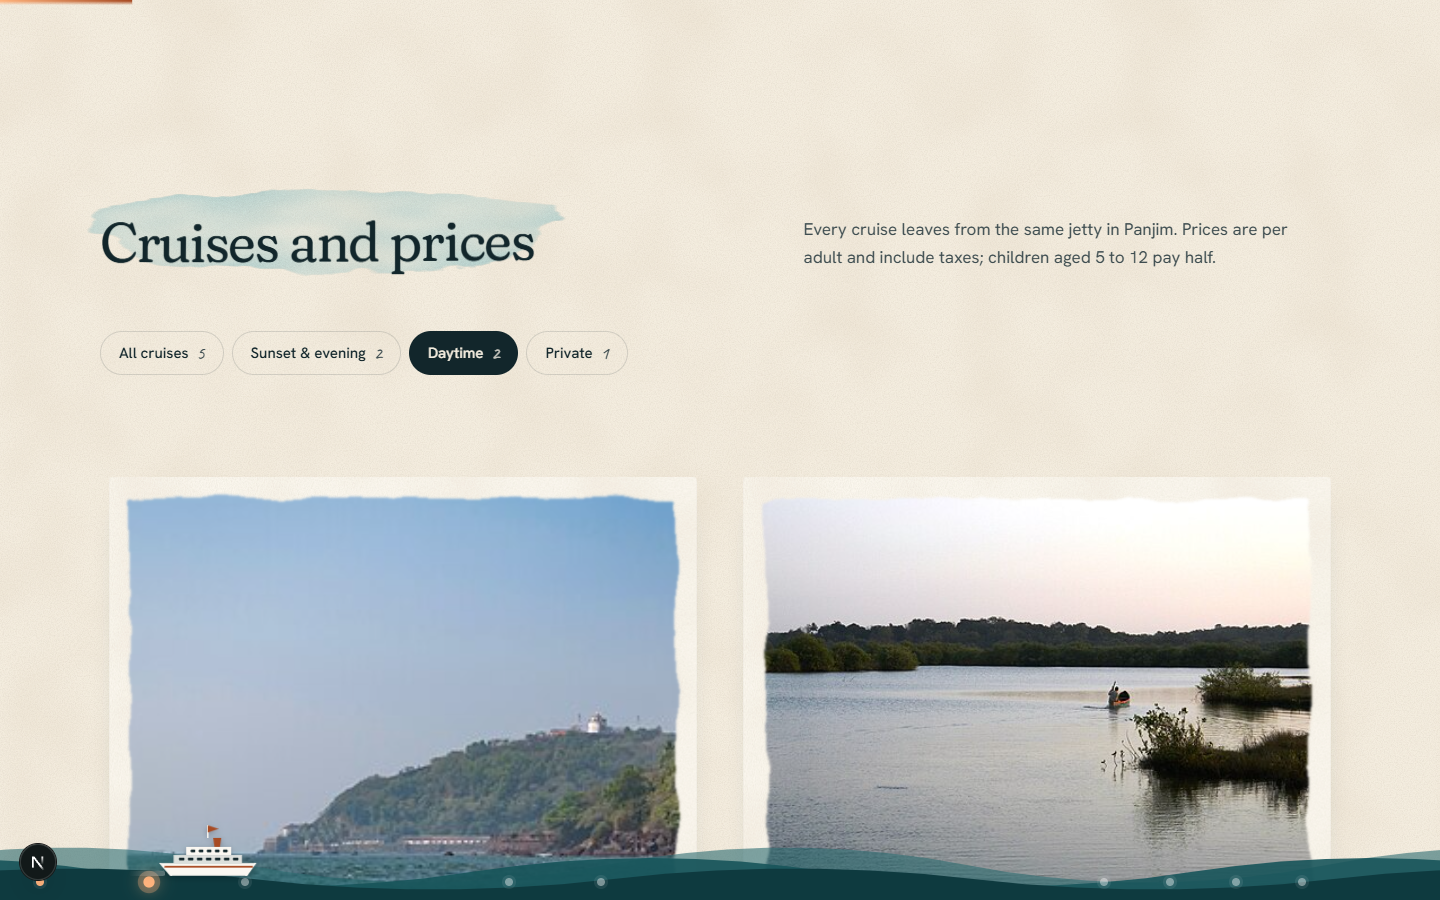 Cruises and prices
Every cruise leaves from the same jetty in Panjim. Prices are per
adult and include taxes; children aged 5 to 12 pay half.
All cruises 5
Sunset & evening 2
Daytime 2
Private 1
N